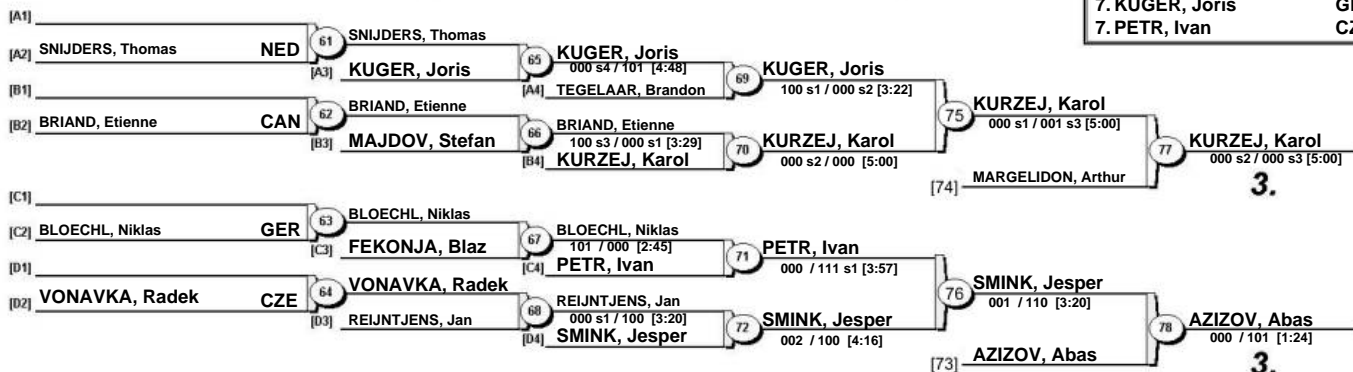 7. KUGER, Joris
7. PETR, Ivan
[A1]
[A2] SNIJDERS, Thomas NED
61 SNIJDERS, Thomas
[A3] KUGER, Joris
65 KUGER, Joris
000 s4 / 101 [4:48]
[A4] TEGELAAR, Brandon
69 KUGER, Joris
100 s1 / 000 s2 [3:22]
[B1]
[B2] BRIAND, Etienne CAN
62 BRIAND, Etienne
[B3] MAJDOV, Stefan
66 BRIAND, Etienne
100 s3 / 000 s1 [3:29]
[B4] KURZEJ, Karol
70 KURZEJ, Karol
000 s2 / 000 [5:00]
75 KURZEJ, Karol
000 s1 / 001 s3 [5:00]
[74] MARGELIDON, Arthur
77 KURZEJ, Karol
000 s2 / 000 s3 [5:00]
3.
[C1]
[C2] BLOECHL, Niklas GER
63 BLOECHL, Niklas
[C3] FEKONJA, Blaz
67 BLOECHL, Niklas
101 / 000 [2:45]
[C4] PETR, Ivan
71 PETR, Ivan
000 / 111 s1 [3:57]
[D1]
[D2] VONAVKA, Radek CZE
64 VONAVKA, Radek
[D3] REIJNTJENS, Jan
68 REIJNTJENS, Jan
000 s1 / 100 [3:20]
[D4] SMINK, Jesper
72 SMINK, Jesper
002 / 100 [4:16]
76 SMINK, Jesper
001 / 110 [3:20]
[73] AZIZOV, Abas
78 AZIZOV, Abas
000 / 101 [1:24]
3.